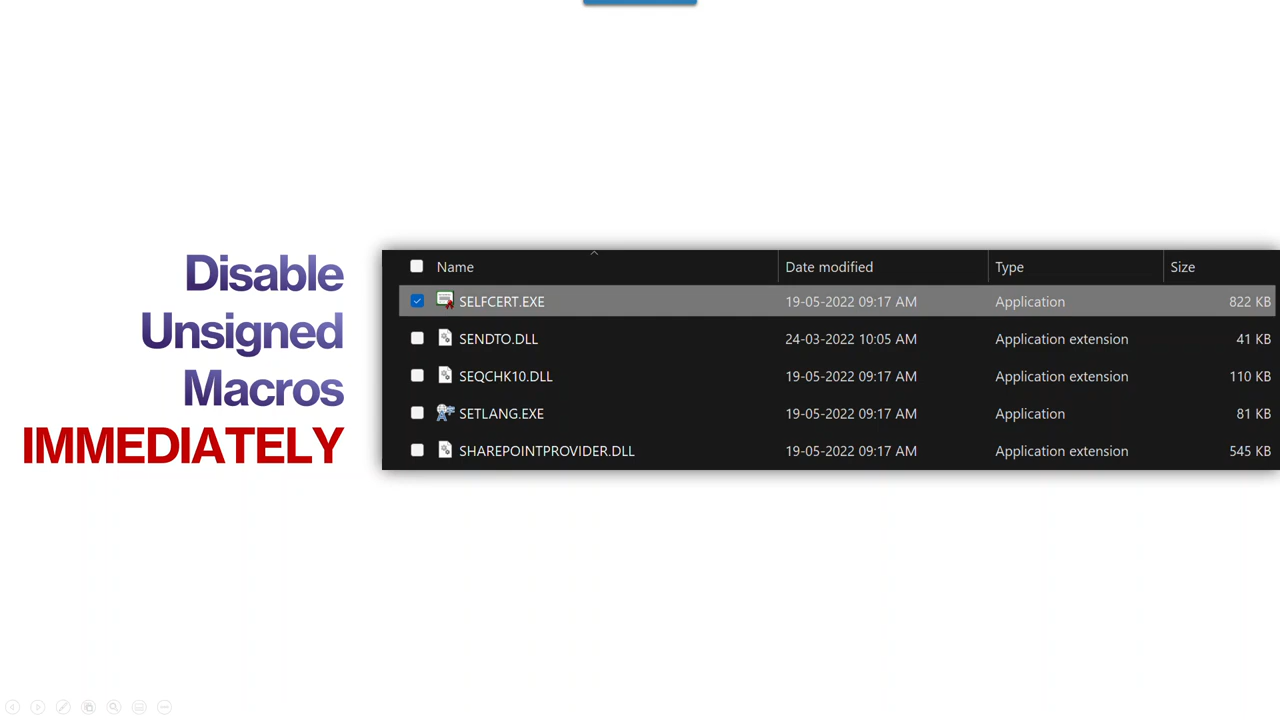 Disable
Unsigned
Macros
IMMEDIATELY
Name Date modified Type Size
SELFCERT.EXE 19-05-2022 09:17 AM Application 822 KB
SENDTO.DLL 24-03-2022 10:05 AM Application extension 41 KB
SEQCHK10.DLL 19-05-2022 09:17 AM Application extension 110 KB
SETLANG.EXE 19-05-2022 09:17 AM Application 81 KB
SHAREPOINTPROVIDER.DLL 19-05-2022 09:17 AM Application extension 545 KB